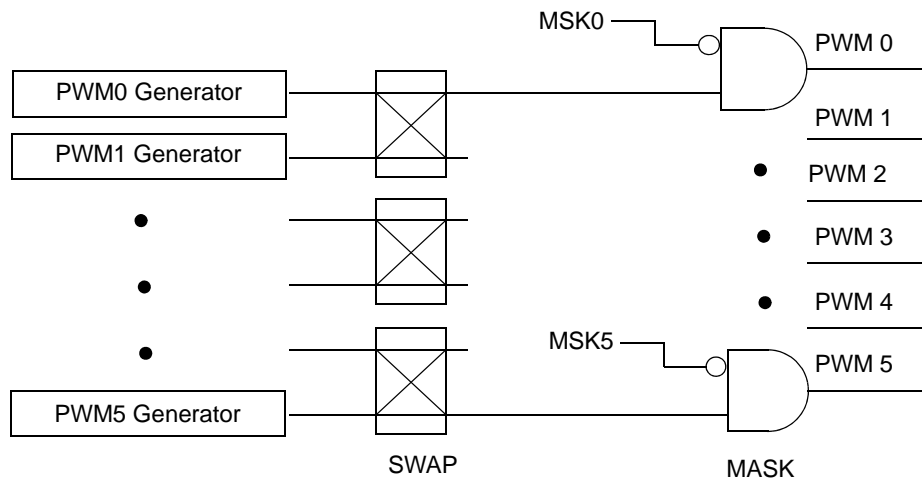 MSK0
PWM 0
PWM0 Generator
PWM 1
PWM1 Generator
PWM 2
PWM 3
PWM 4
MSK5
PWM 5
PWM5 Generator
SWAP
MASK